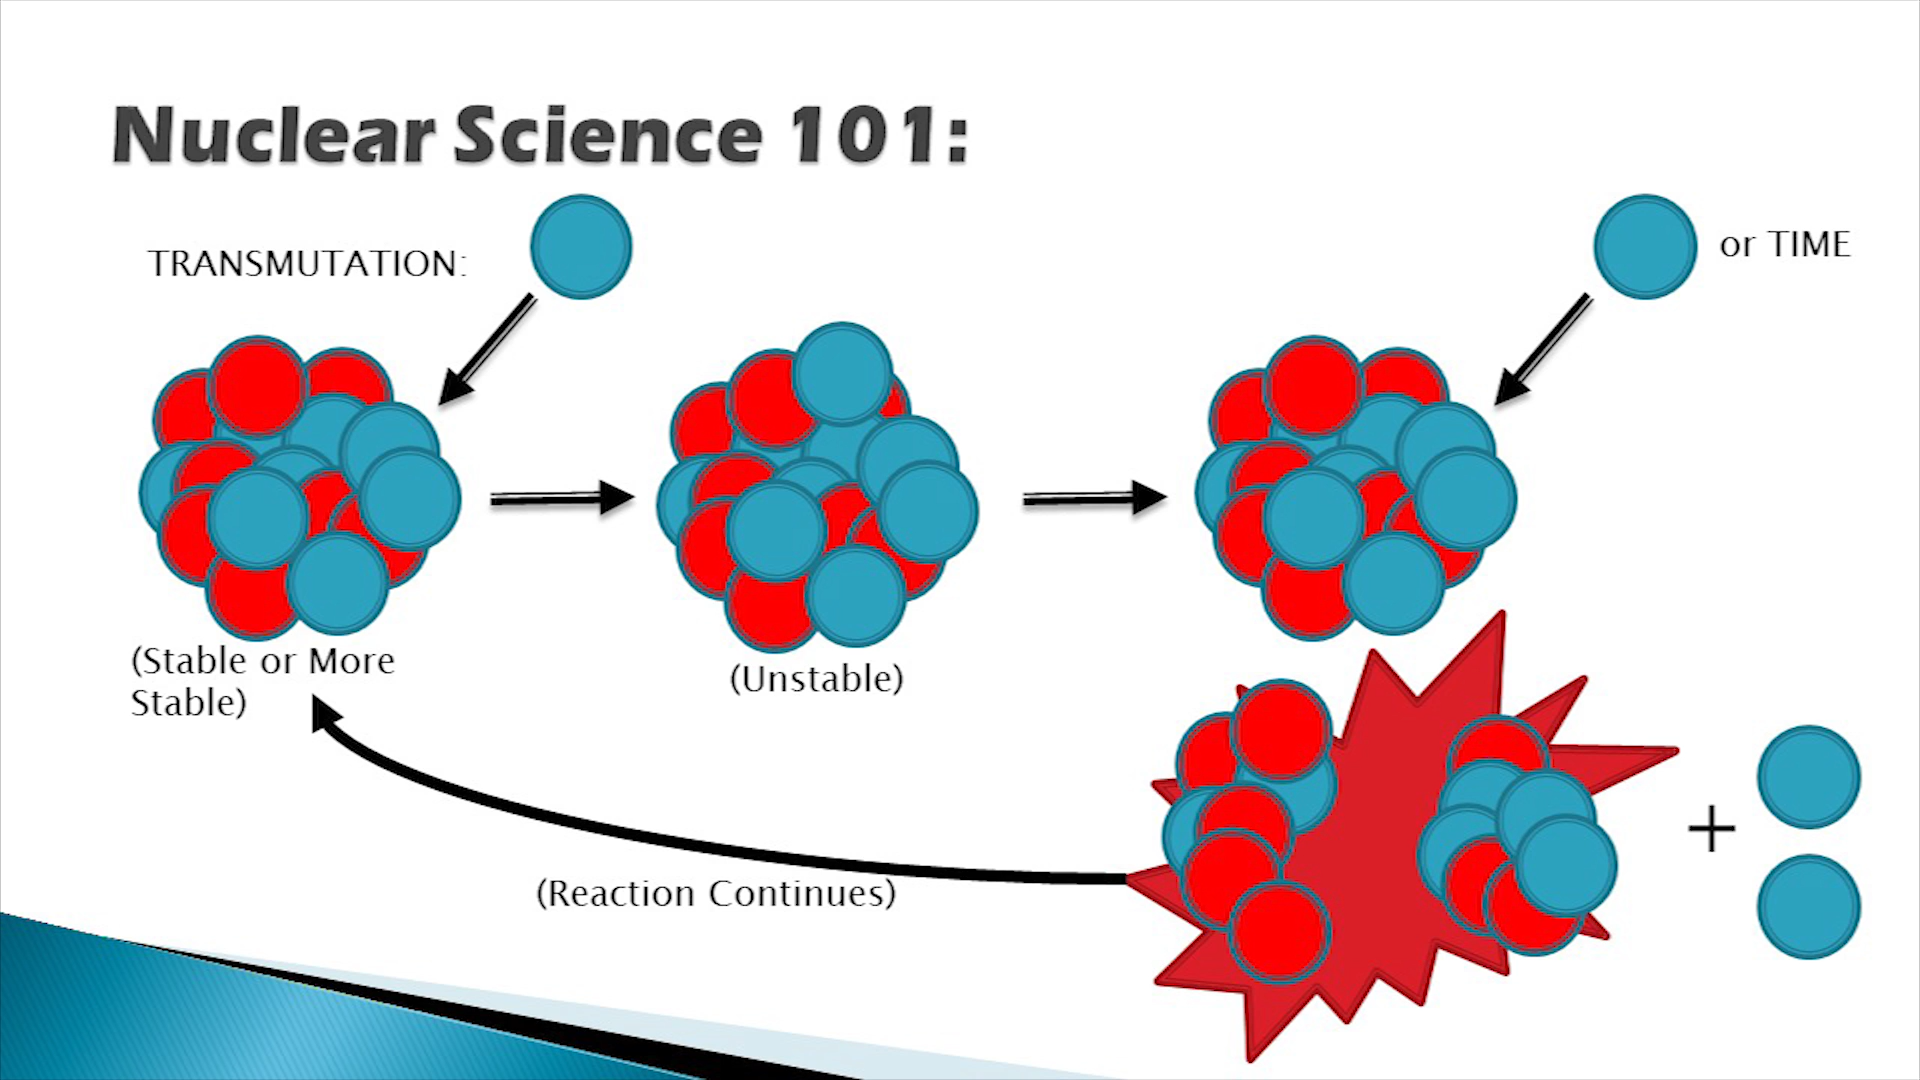 Nuclear Science 101:
TRANSMUTATION:
or TIME
(Stable or More
Stable)
(Unstable)
+
(Reaction Continues)